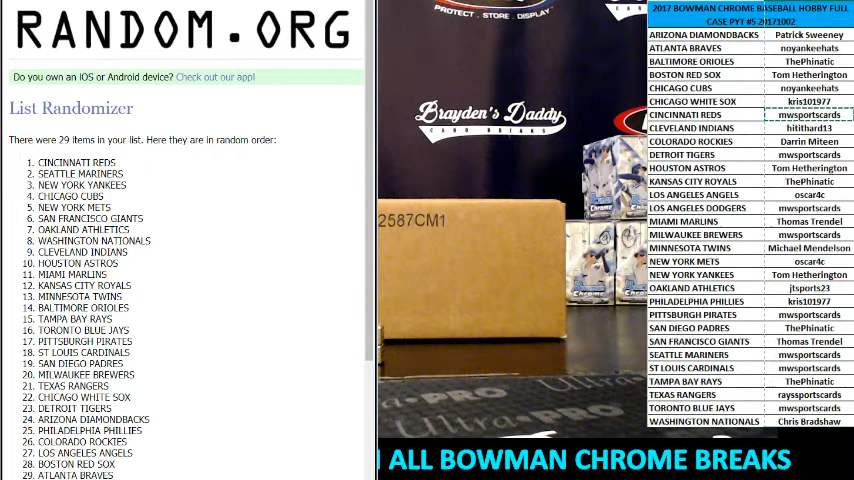 RANDOM.ORG
Do you own an iOS or Android device? Check out our app!
List Randomizer
There were 29 items in your list. Here they are in random order:
1. CINCINNATI REDS
2. SEATTLE MARINERS
3. NEW YORK YANKEES
4. CHICAGO CUBS
5. NEW YORK METS
6. SAN FRANCISCO GIANTS
7. OAKLAND ATHLETICS
8. WASHINGTON NATIONALS
9. CLEVELAND INDIANS
10. HOUSTON ASTROS
11. MIAMI MARLINS
12. KANSAS CITY ROYALS
13. MINNESOTA TWINS
14. BALTIMORE ORIOLES
15. TAMPA BAY RAYS
16. TORONTO BLUE JAYS
17. PITTSBURGH PIRATES
18. ST LOUIS CARDINALS
19. SAN DIEGO PADRES
20. MILWAUKEE BREWERS
21. TEXAS RANGERS
22. CHICAGO WHITE SOX
23. DETROIT TIGERS
24. ARIZONA DIAMONDBACKS
25. PHILADELPHIA PHILLIES
26. COLORADO ROCKIES
27. LOS ANGELES ANGELS
28. BOSTON RED SOX
29. ATLANTA BRAVES
PROTECT . STORE . DISPLAY
Brayden's Daddy
CARD BREAKS
2587CM1
Bowman
Chrome
PRO
2017 BOWMAN CHROME BASEBALL HOBBY FULL
CASE PYT #5 20171002
ARIZONA DIAMONDBACKS Patrick Sweeney
ATLANTA BRAVES noyankeehats
BALTIMORE ORIOLES ThePhinatic
BOSTON RED SOX Tom Hetherington
CHICAGO CUBS noyankeehats
CHICAGO WHITE SOX kris101977
CINCINNATI REDS mwsportscards
CLEVELAND INDIANS hitithard13
COLORADO ROCKIES Darrin Miteen
DETROIT TIGERS mwsportscards
HOUSTON ASTROS Tom Hetherington
KANSAS CITY ROYALS ThePhinatic
LOS ANGELES ANGELS oscar4c
LOS ANGELES DODGERS mwsportscards
MIAMI MARLINS Thomas Trendel
MILWAUKEE BREWERS mwsportscards
MINNESOTA TWINS Michael Mendelson
NEW YORK METS oscar4c
NEW YORK YANKEES Tom Hetherington
OAKLAND ATHLETICS jtsports23
PHILADELPHIA PHILLIES kris101977
PITTSBURGH PIRATES mwsportscards
SAN DIEGO PADRES ThePhinatic
SAN FRANCISCO GIANTS Thomas Trendel
SEATTLE MARINERS mwsportscards
ST LOUIS CARDINALS mwsportscards
TAMPA BAY RAYS ThePhinatic
TEXAS RANGERS rayssportscards
TORONTO BLUE JAYS mwsportscards
WASHINGTON NATIONALS Chris Bradshaw
ALL BOWMAN CHROME BREAKS